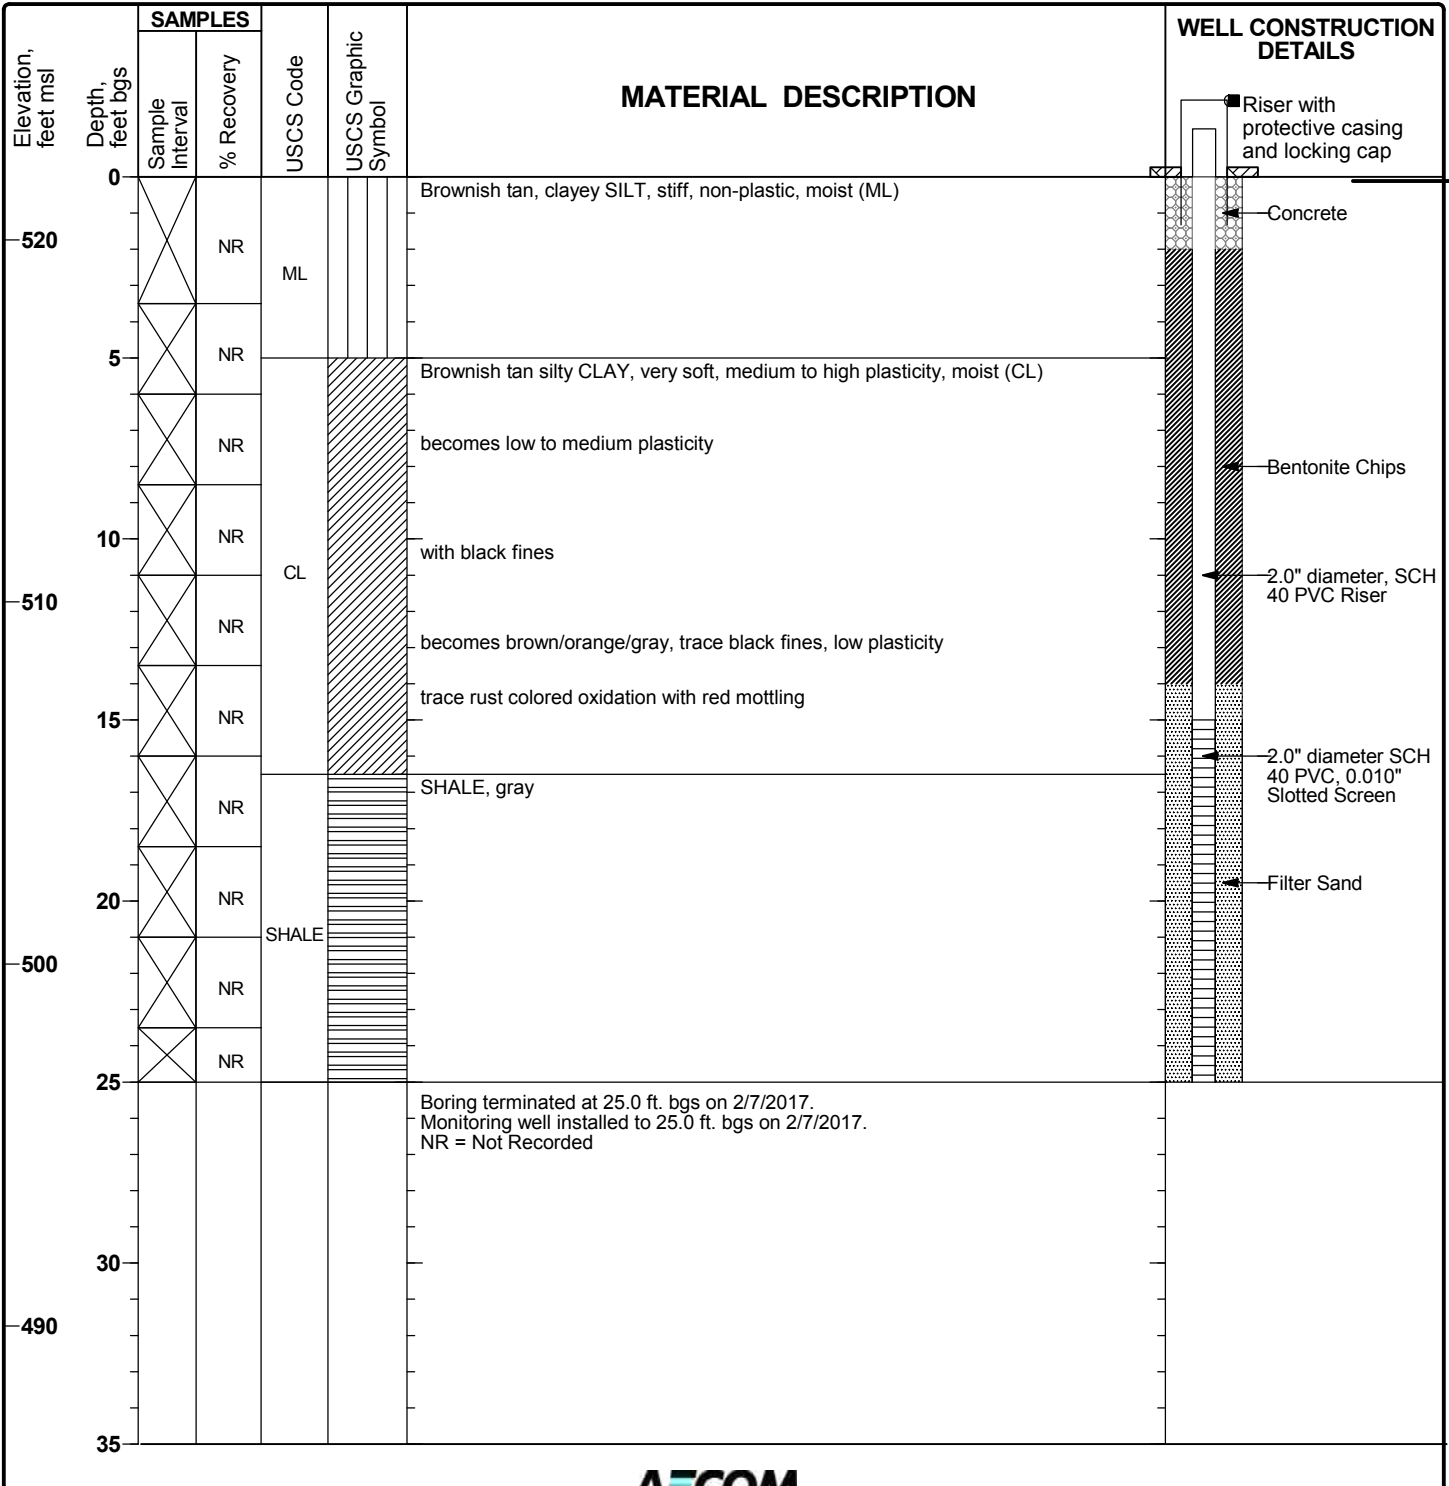 SAMPLES
Elevation,
feet msl
Depth,
feet bgs
Sample
Interval
% Recovery
USCS Code
USCS Graphic
Symbol
MATERIAL DESCRIPTION
WELL CONSTRUCTION
DETAILS
Riser with
protective casing
and locking cap
0
Brownish tan, clayey SILT, stiff, non-plastic, moist (ML)
Concrete
520
NR
ML
NR
5
Brownish tan silty CLAY, very soft, medium to high plasticity, moist (CL)
NR
becomes low to medium plasticity
Bentonite Chips
NR
10
with black fines
CL
2.0" diameter, SCH
40 PVC Riser
510
NR
becomes brown/orange/gray, trace black fines, low plasticity
trace rust colored oxidation with red mottling
NR
15
2.0" diameter SCH
40 PVC, 0.010"
Slotted Screen
SHALE, gray
NR
Filter Sand
NR
20
SHALE
500
NR
NR
25
Boring terminated at 25.0 ft. bgs on 2/7/2017.
Monitoring well installed to 25.0 ft. bgs on 2/7/2017.
NR = Not Recorded
30
490
35
AECOM